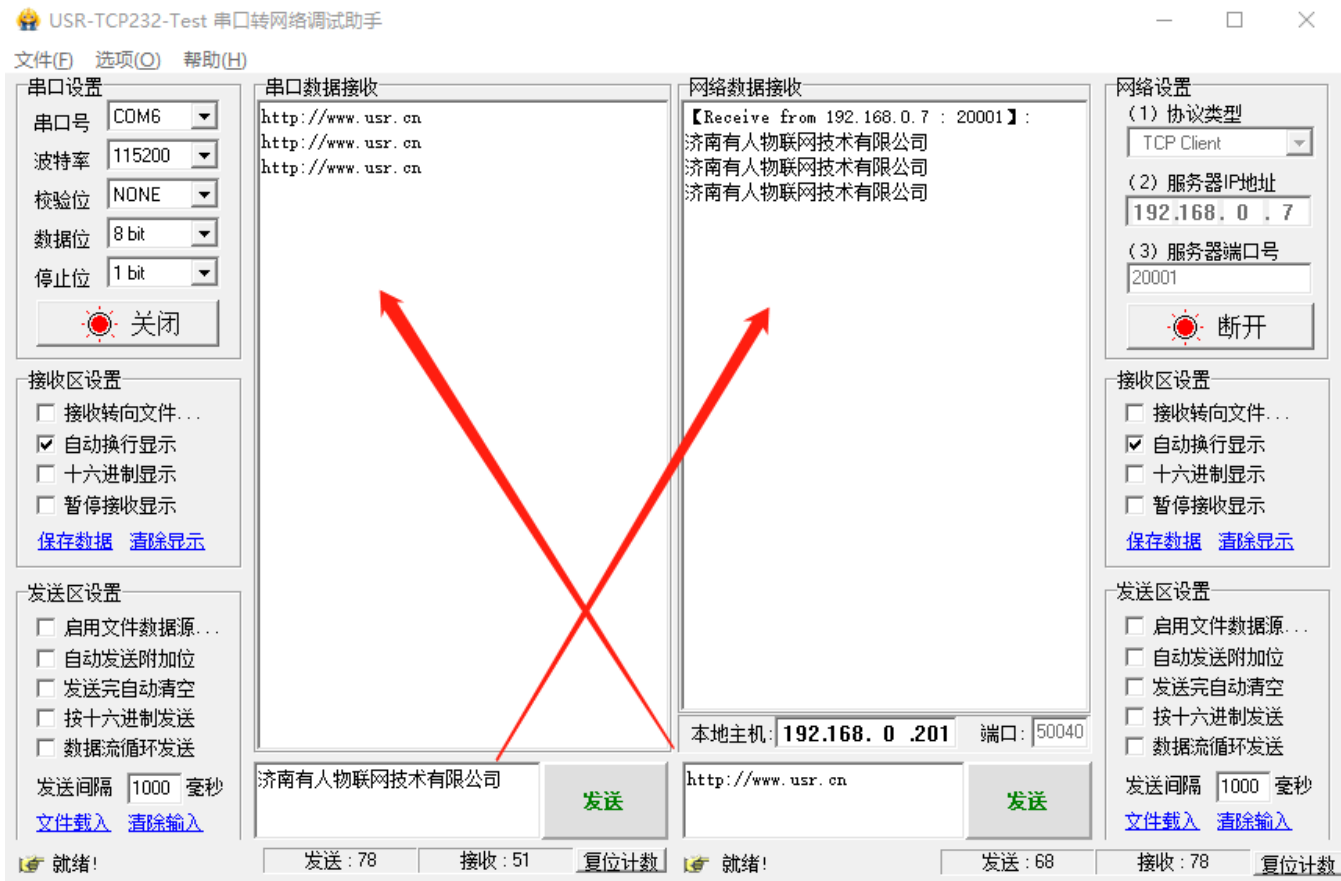 USR-TCP232-Test 串口转网络调试助手
文件(F) 选项(O) 帮助(H)
串口设置
串口号 COM6
波特率 115200
校验位 NONE
数据位 8 bit
停止位 1 bit
关闭
接收区设置
接收转向文件...
自动换行显示
十六进制显示
暂停接收显示
保存数据 清除显示
发送区设置
启用文件数据源...
自动发送附加位
发送完自动清空
按十六进制发送
数据流循环发送
发送间隔 1000 毫秒
文件载入 清除输入
就绪!
串口数据接收
http://www.usr.cn
http://www.usr.cn
http://www.usr.cn
济南有人物联网技术有限公司
发送
发送 : 78 接收 : 51 复位计数
网络数据接收
【Receive from 192.168.0.7 : 20001】:
济南有人物联网技术有限公司
济南有人物联网技术有限公司
济南有人物联网技术有限公司
本地主机: 192.168. 0 .201 端口: 50040
http://www.usr.cn
发送
就绪!
发送 : 68 接收 : 78 复位计数
网络设置
(1) 协议类型
TCP Client
(2) 服务器IP地址
192.168. 0 . 7
(3) 服务器端口号
20001
断开
接收区设置
接收转向文件...
自动换行显示
十六进制显示
暂停接收显示
保存数据 清除显示
发送区设置
启用文件数据源...
自动发送附加位
发送完自动清空
按十六进制发送
数据流循环发送
发送间隔 1000 毫秒
文件载入 清除输入